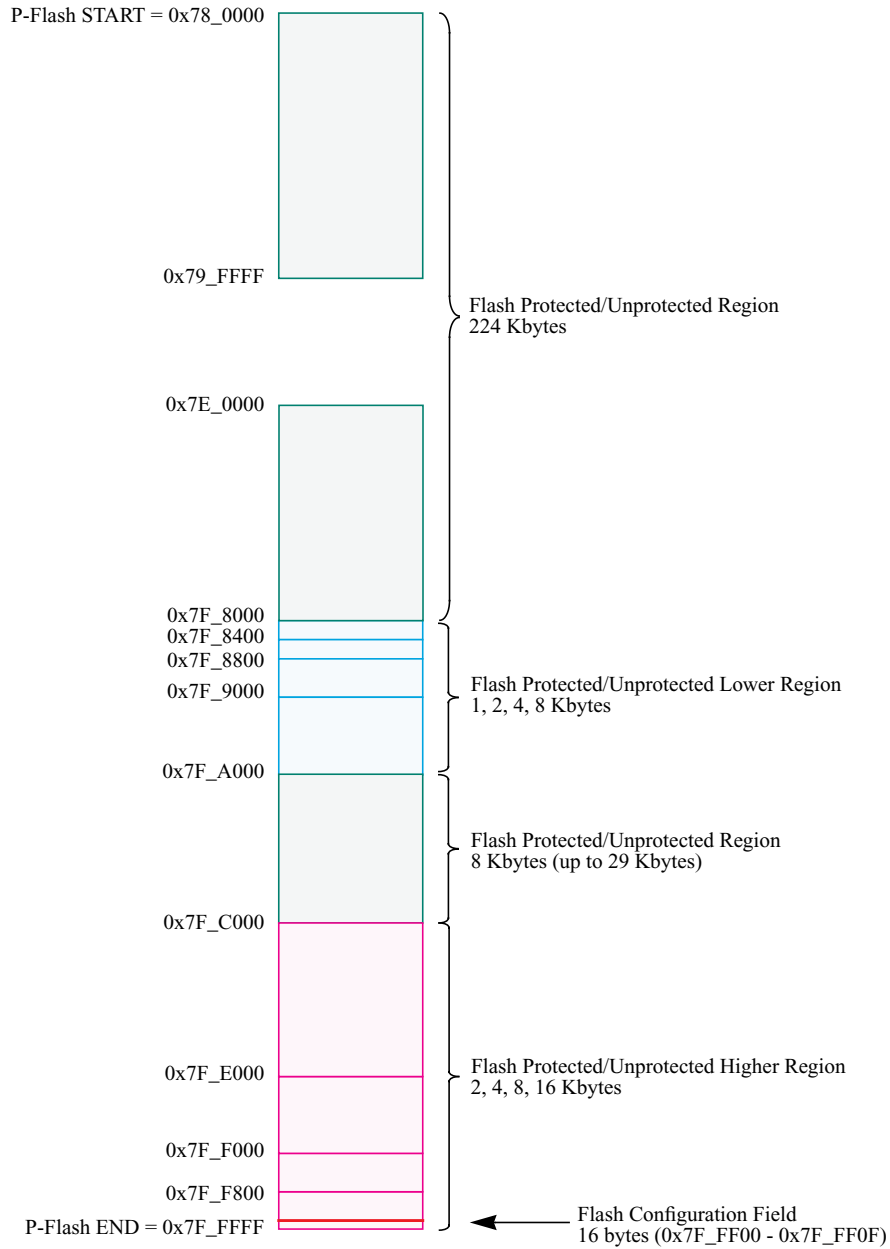 P-Flash START = 0x78_0000
0x79_FFFF
Flash Protected/Unprotected Region
224 Kbytes
0x7E_0000
0x7F_8000
0x7F_8400
0x7F_8800
0x7F_9000
Flash Protected/Unprotected Lower Region
1, 2, 4, 8 Kbytes
0x7F_A000
Flash Protected/Unprotected Region
8 Kbytes (up to 29 Kbytes)
0x7F_C000
Flash Protected/Unprotected Higher Region
2, 4, 8, 16 Kbytes
0x7F_E000
0x7F_F000
0x7F_F800
P-Flash END = 0x7F_FFFF
Flash Configuration Field
16 bytes (0x7F_FF00 - 0x7F_FF0F)